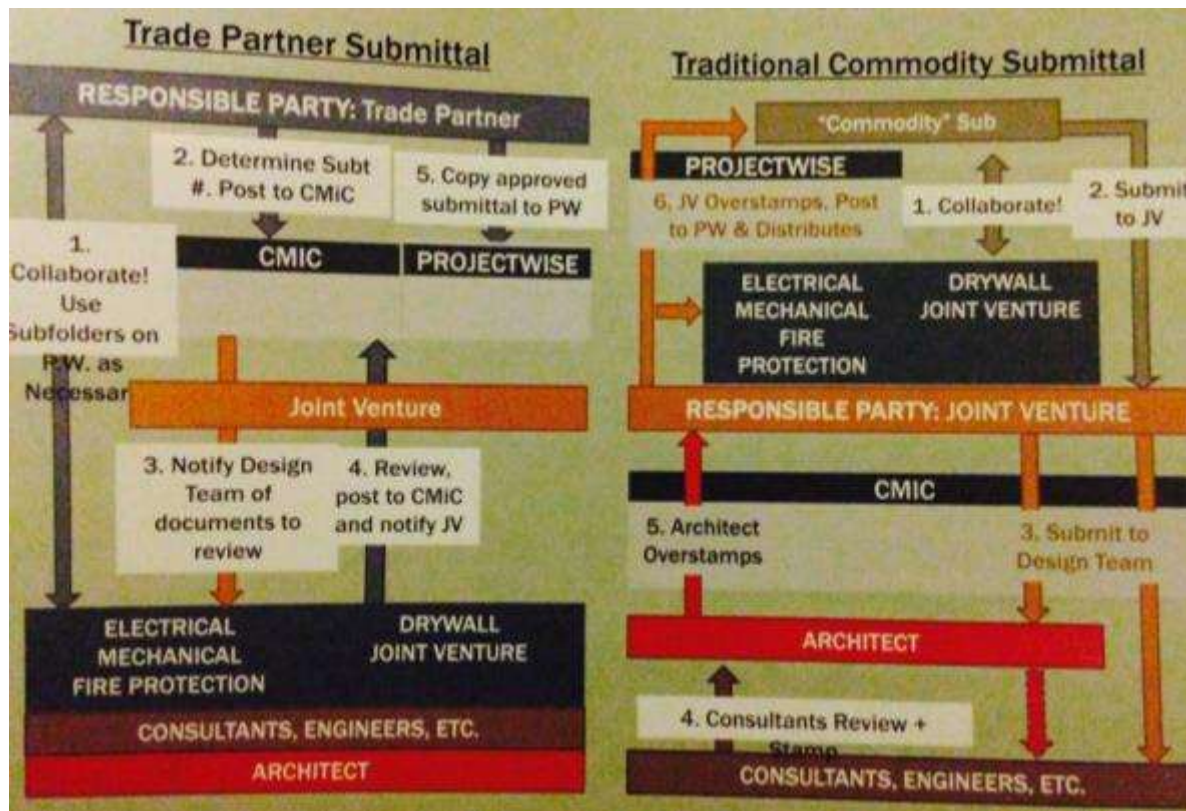 Trade Partner Submittal
RESPONSIBLE PARTY: Trade Partner
2. Determine Subt
#. Post to CMiC
5. Copy approved
submittal to PW
1.
Collaborate!
Use
Subfolders on
P.W. as
Necessar
CMIC
PROJECTWISE
Joint Venture
3. Notify Design
Team of
documents to
review
4. Review,
post to CMiC
and notify JV
ELECTRICAL
MECHANICAL
FIRE PROTECTION
DRYWALL
JOINT VENTURE
CONSULTANTS, ENGINEERS, ETC.
ARCHITECT
Traditional Commodity Submittal
"Commodity" Sub
PROJECTWISE
6. JV Overstamps, Post
to PW & Distributes
1. Collaborate!
2. Submit
to JV
ELECTRICAL
MECHANICAL
FIRE
PROTECTION
DRYWALL
JOINT VENTURE
RESPONSIBLE PARTY: JOINT VENTURE
CMIC
5. Architect
Overstamps
3. Submit to
Design Team
ARCHITECT
4. Consultants Review +
Stamp
CONSULTANTS, ENGINEERS, ETC.